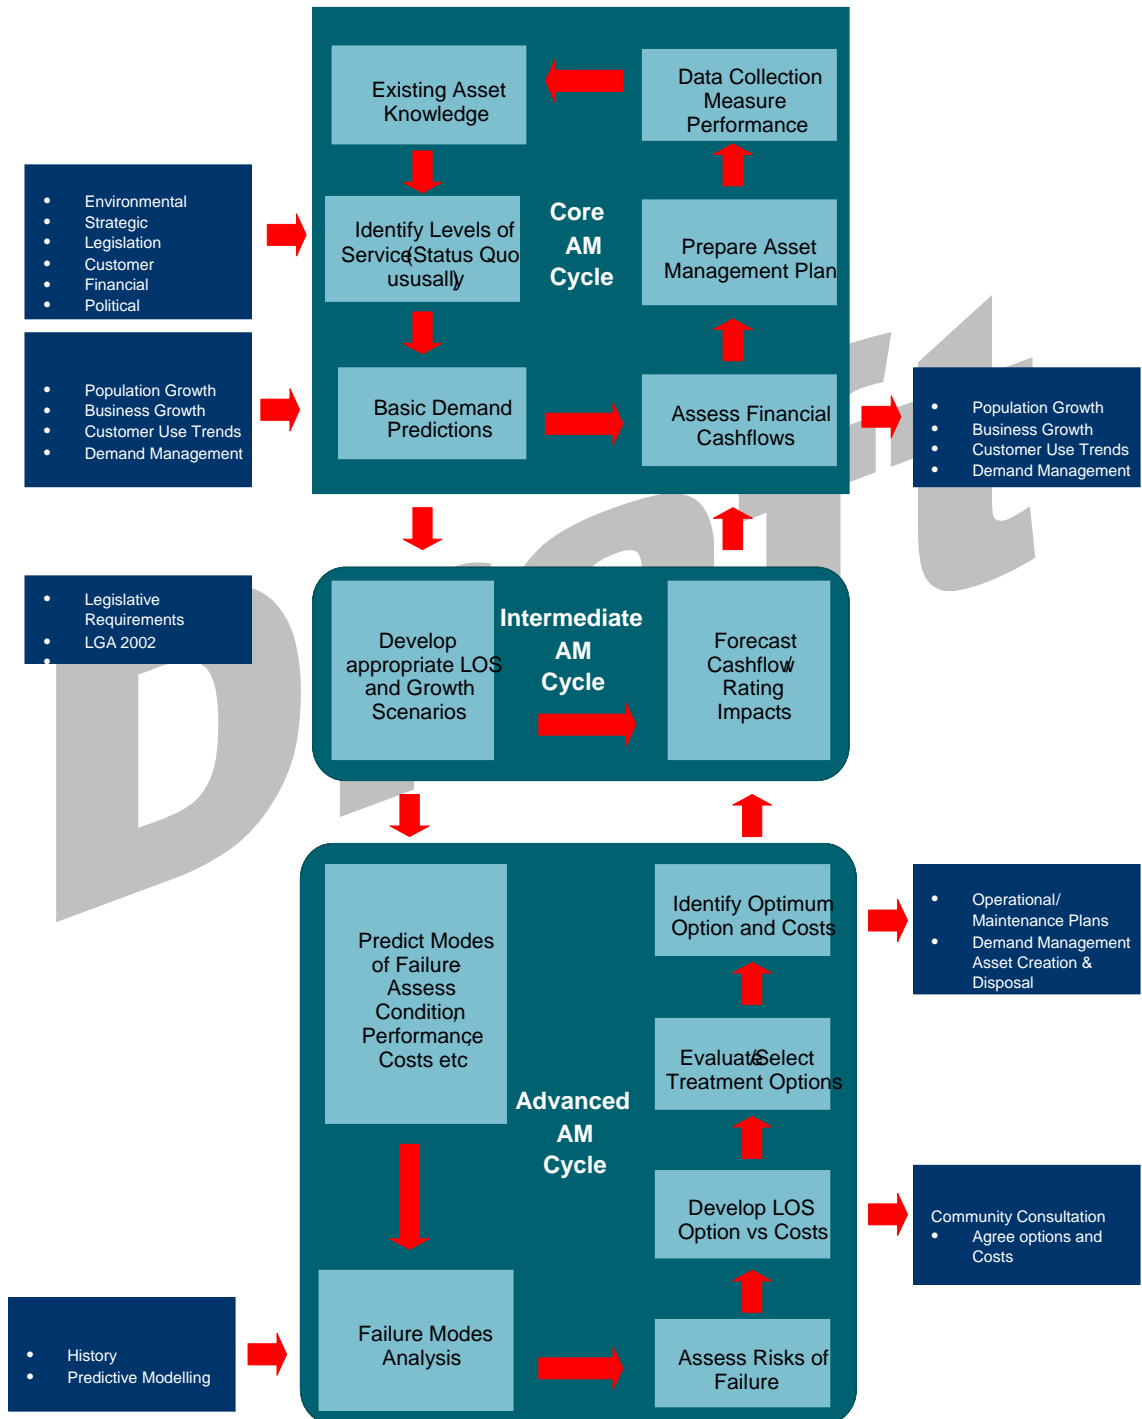 Existing Asset
Knowledge
Data Collection
Measure
Performance
Environmental
Strategic
Legislation
Customer
Financial
Political
Identify Levels of
Service (Status Quo
ususally)
Core
AM
Cycle
Prepare Asset
Management Plan
Population Growth
Business Growth
Customer Use Trends
Demand Management
Basic Demand
Predictions
Assess Financial
Cashflows
Population Growth
Business Growth
Customer Use Trends
Demand Management
Draft
Legislative
Requirements
LGA 2002
Develop
appropriate LOS
and Growth
Scenarios
Intermediate
AM
Cycle
Forecast
Cashflow/
Rating
Impacts
Predict Modes
of Failure
Assess
Condition,
Performance,
Costs etc
Identify Optimum
Option and Costs
Operational/
Maintenance Plans
Demand Management
Asset Creation &
Disposal
Evaluate/Select
Treatment Options
Advanced
AM
Cycle
Develop LOS
Option vs Costs
Community Consultation
Agree options and
Costs
History
Predictive Modelling
Failure Modes
Analysis
Assess Risks of
Failure